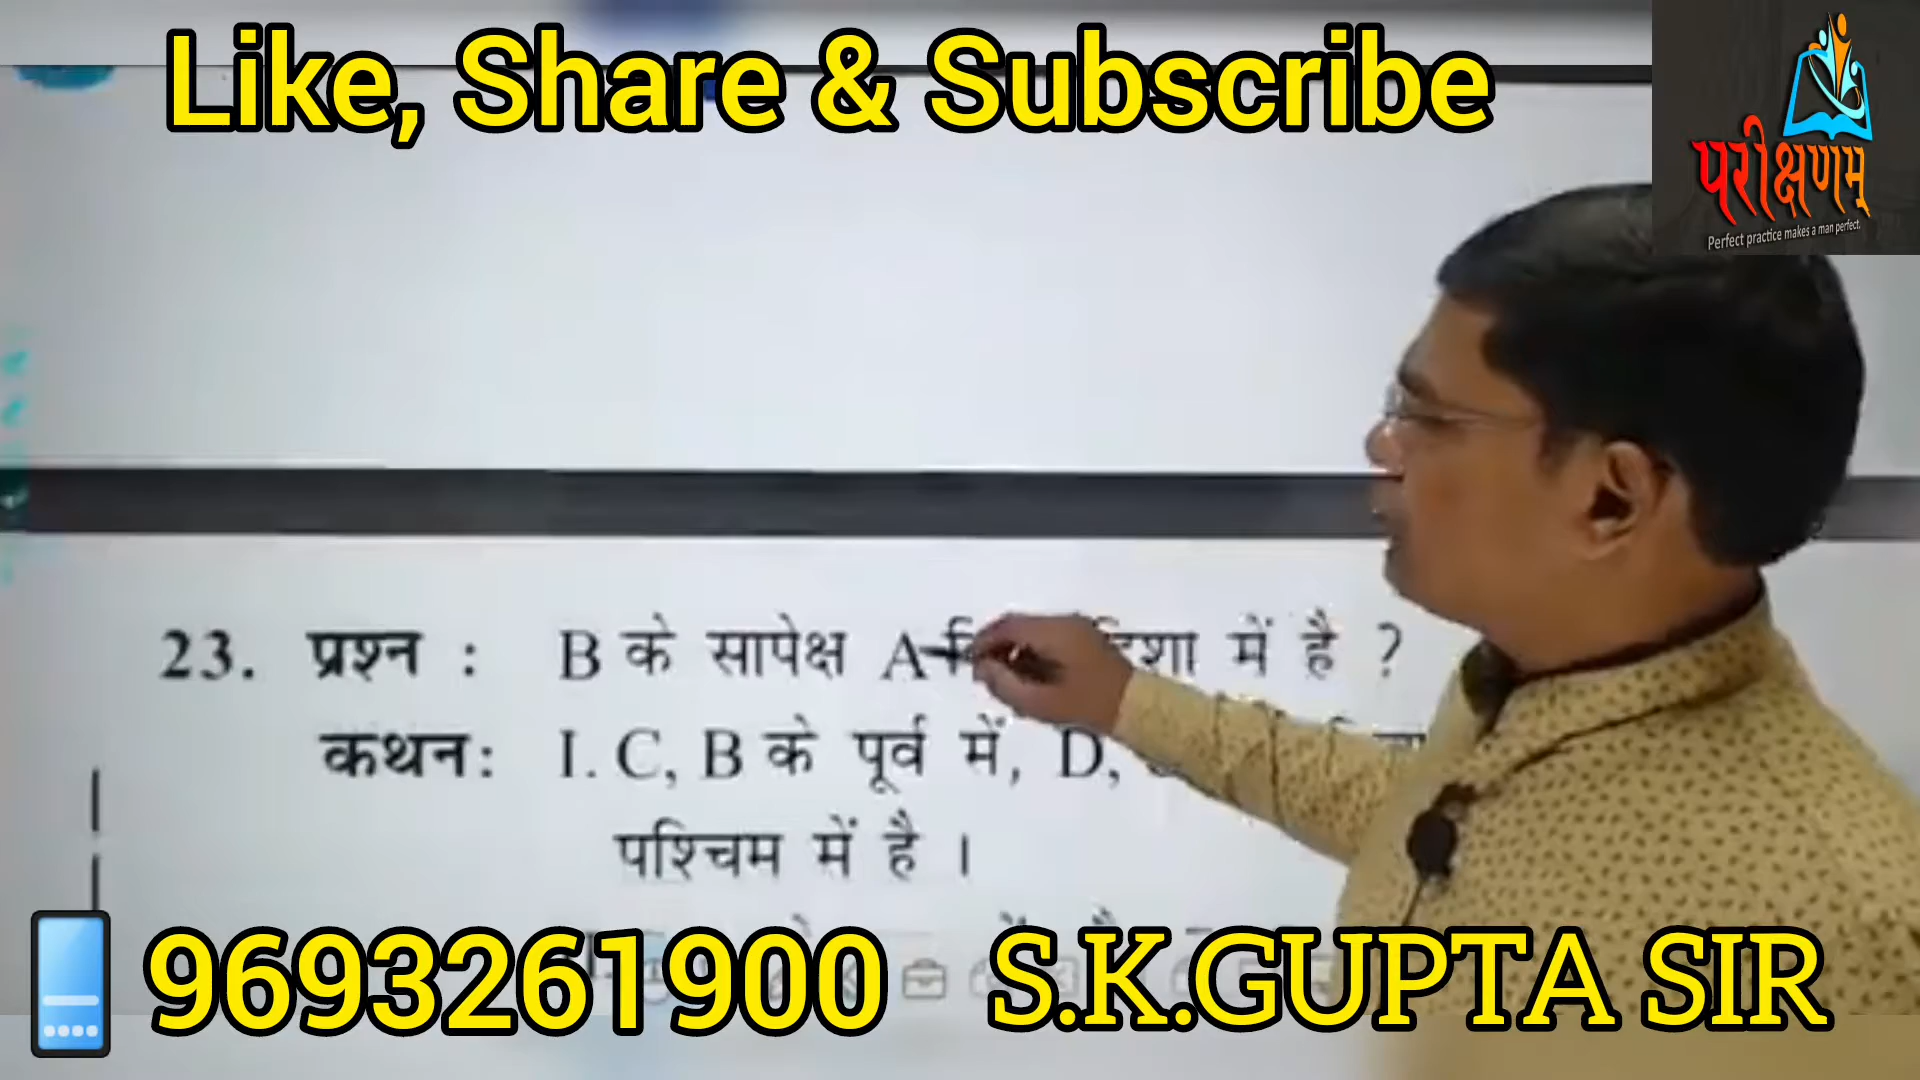 Like, Share & Subscribe
परीक्षणम्
Perfect practice makes a man perfect.
23. प्रश्न : B के सापेक्ष A दिशा में है ?
कथन : I. C, B के पूर्व में, D,
पश्चिम में है ।
9693261900 S.K.GUPTA SIR